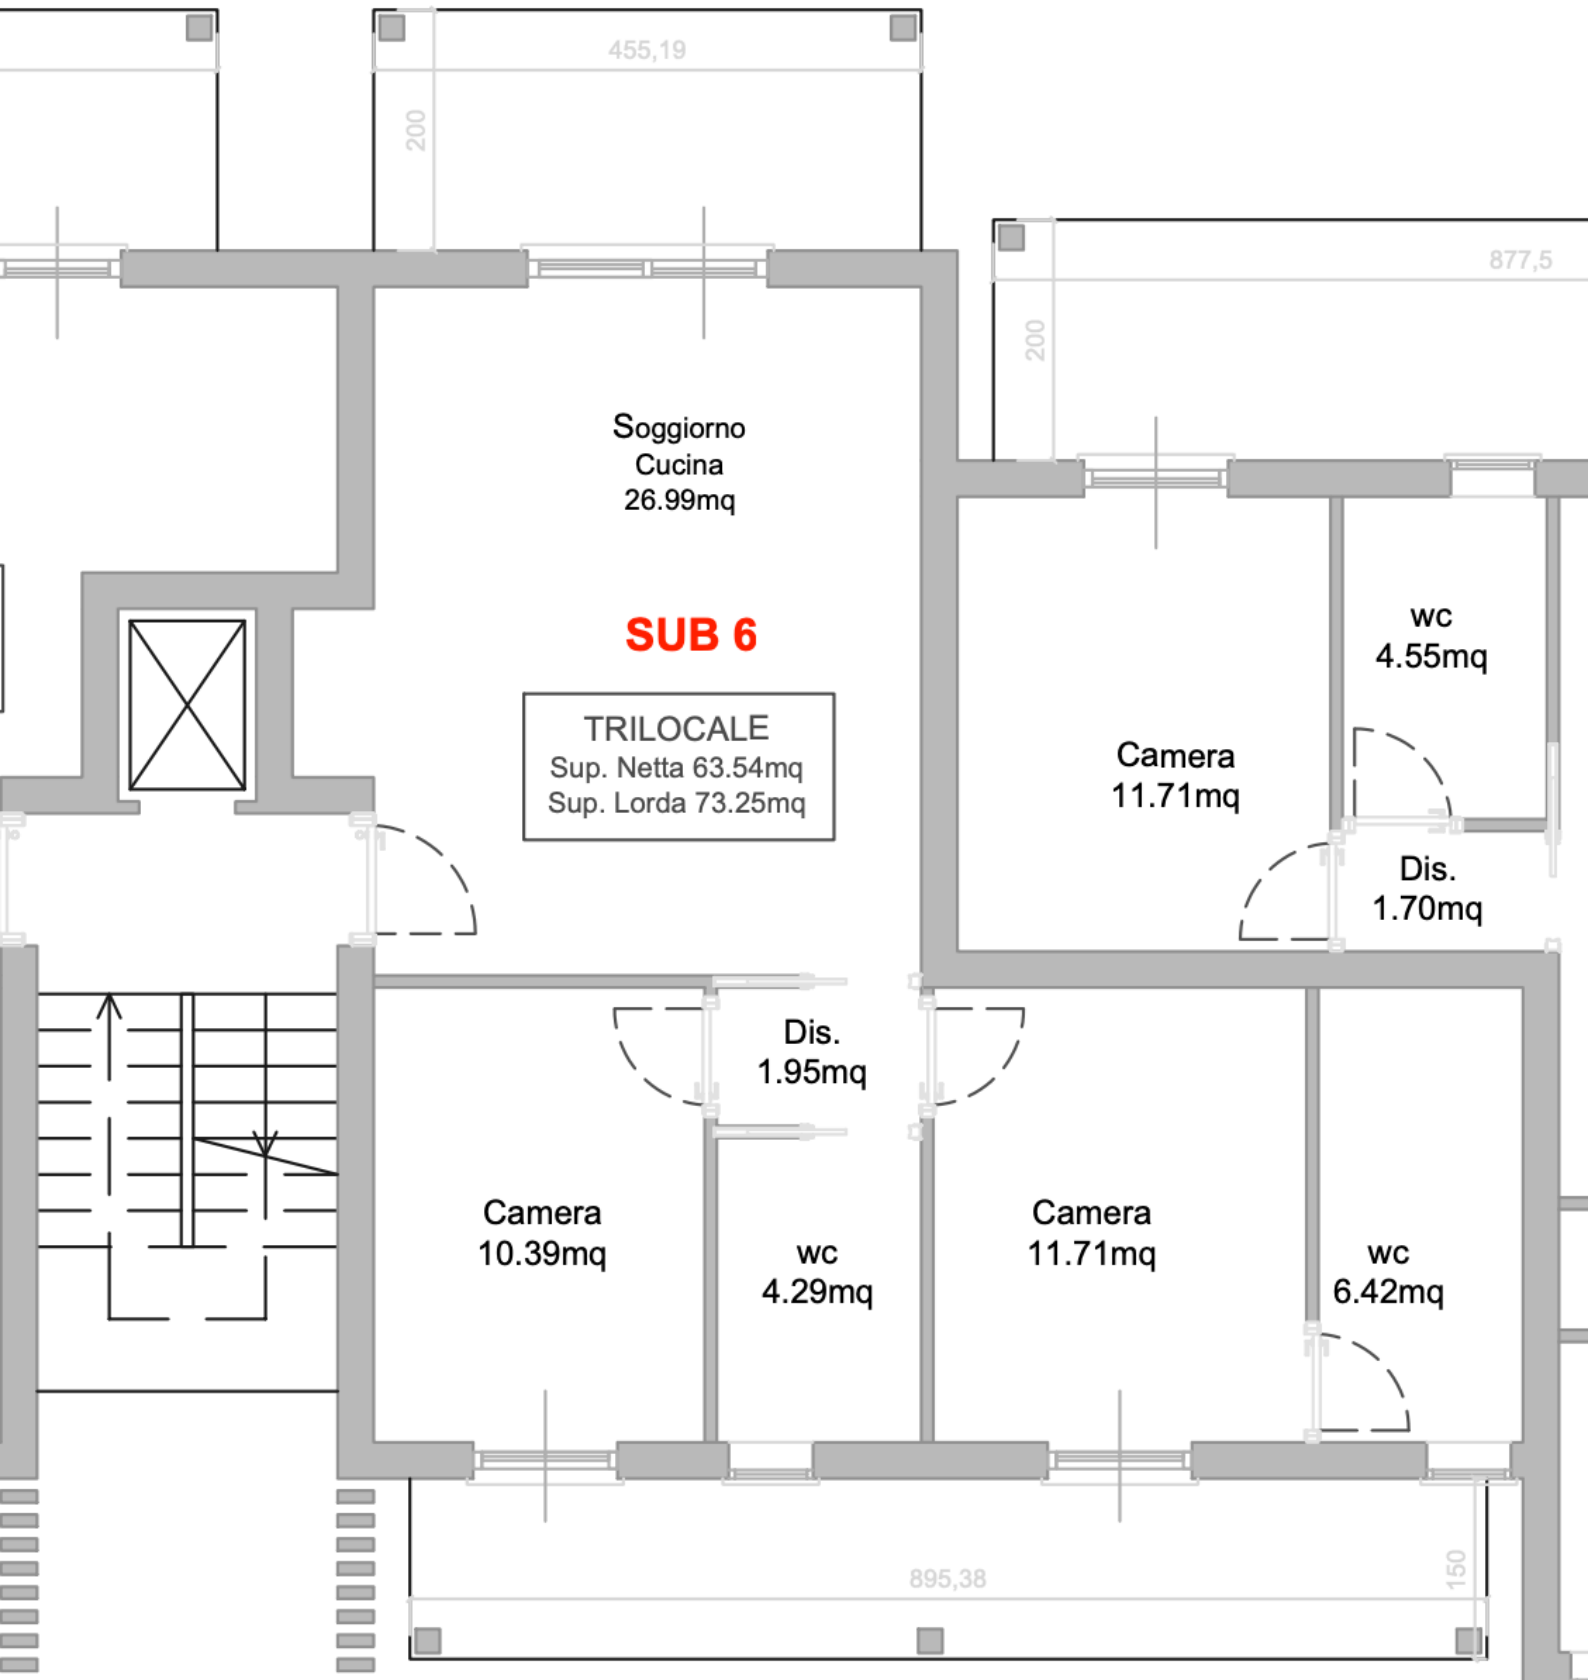 455,19
200
877,5
200
Soggiorno
Cucina
26.99mq
SUB 6
wc
4.55mq
TRILOCALE
Sup. Netta 63.54mq
Sup. Lorda 73.25mq
Camera
11.71mq
Dis.
1.70mq
Dis.
1.95mq
Camera
10.39mq
wc
4.29mq
Camera
11.71mq
wc
6.42mq
895,38
150